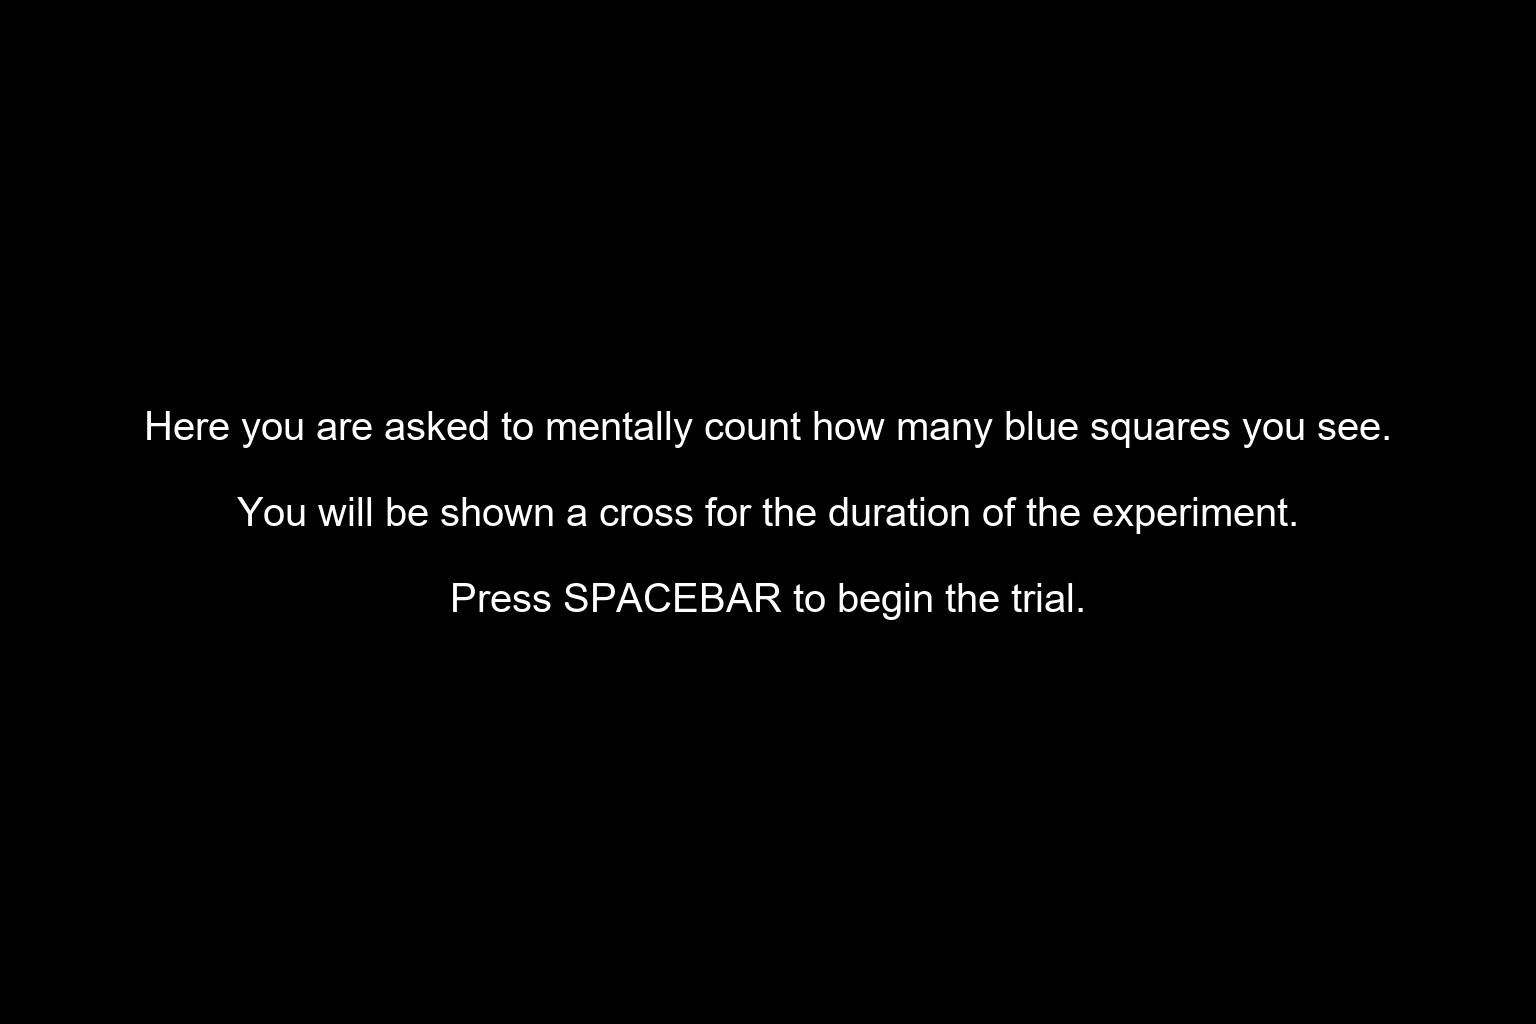 Here you are asked to mentally count how many blue squares you see.
You will be shown a cross for the duration of the experiment.
Press SPACEBAR to begin the trial.